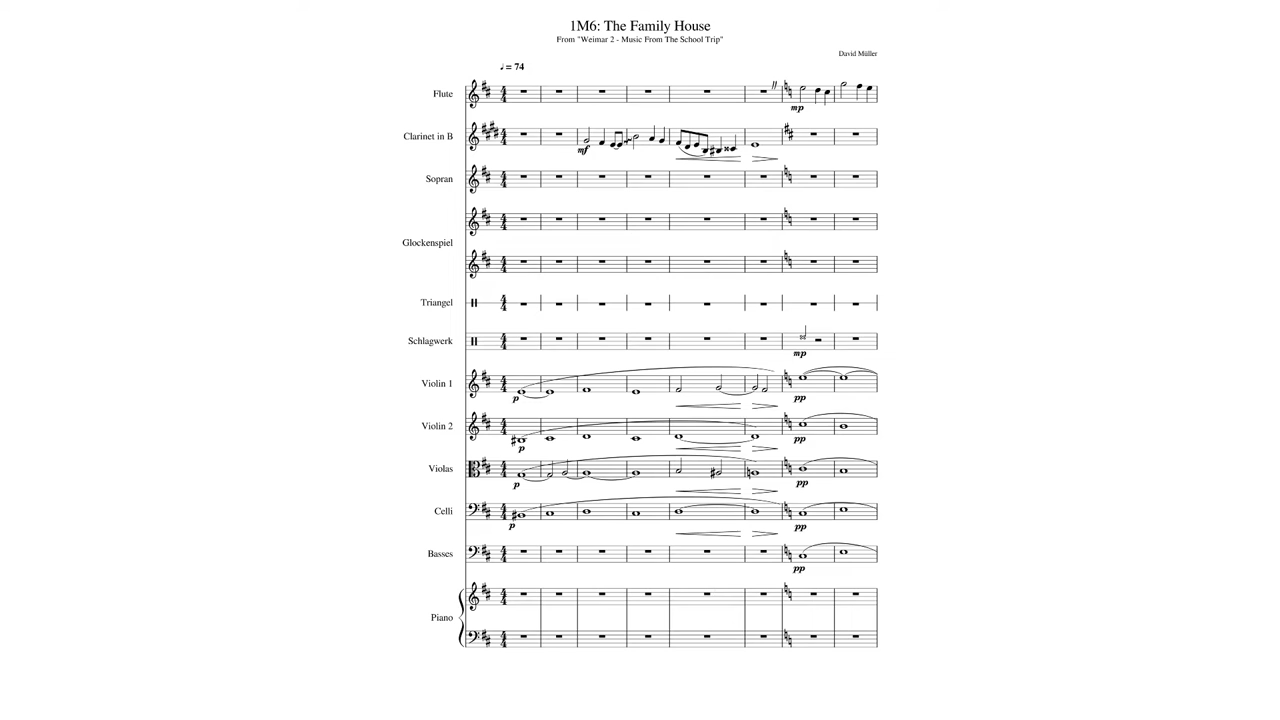 1M6: The Family House
From "Weimar 2 - Music From The School Trip"
David Müller
♩ = 74
Flute
mp
Clarinet in B
mf
Sopran
Glockenspiel
Triangel
Schlagwerk
mp
Violin 1
p
pp
Violin 2
p
pp
Violas
p
pp
Celli
p
pp
Basses
pp
Piano